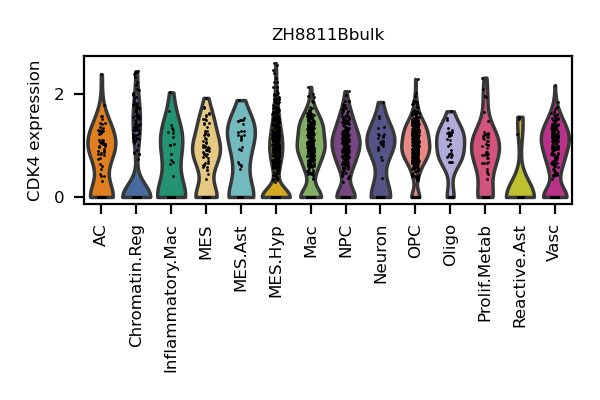 ZH8811Bbulk
CDK4 expression
2
0
AC
Chromatin.Reg
Inflammatory.Mac
MES
MES.Ast
MES.Hyp
Mac
NPC
Neuron
OPC
Oligo
Prolif.Metab
Reactive.Ast
Vasc